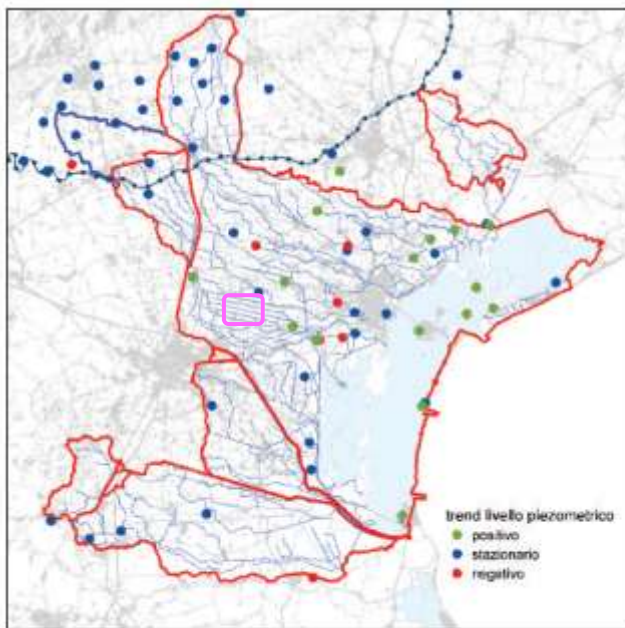 trend livello piezometrico
positivo
stazionario
negativo